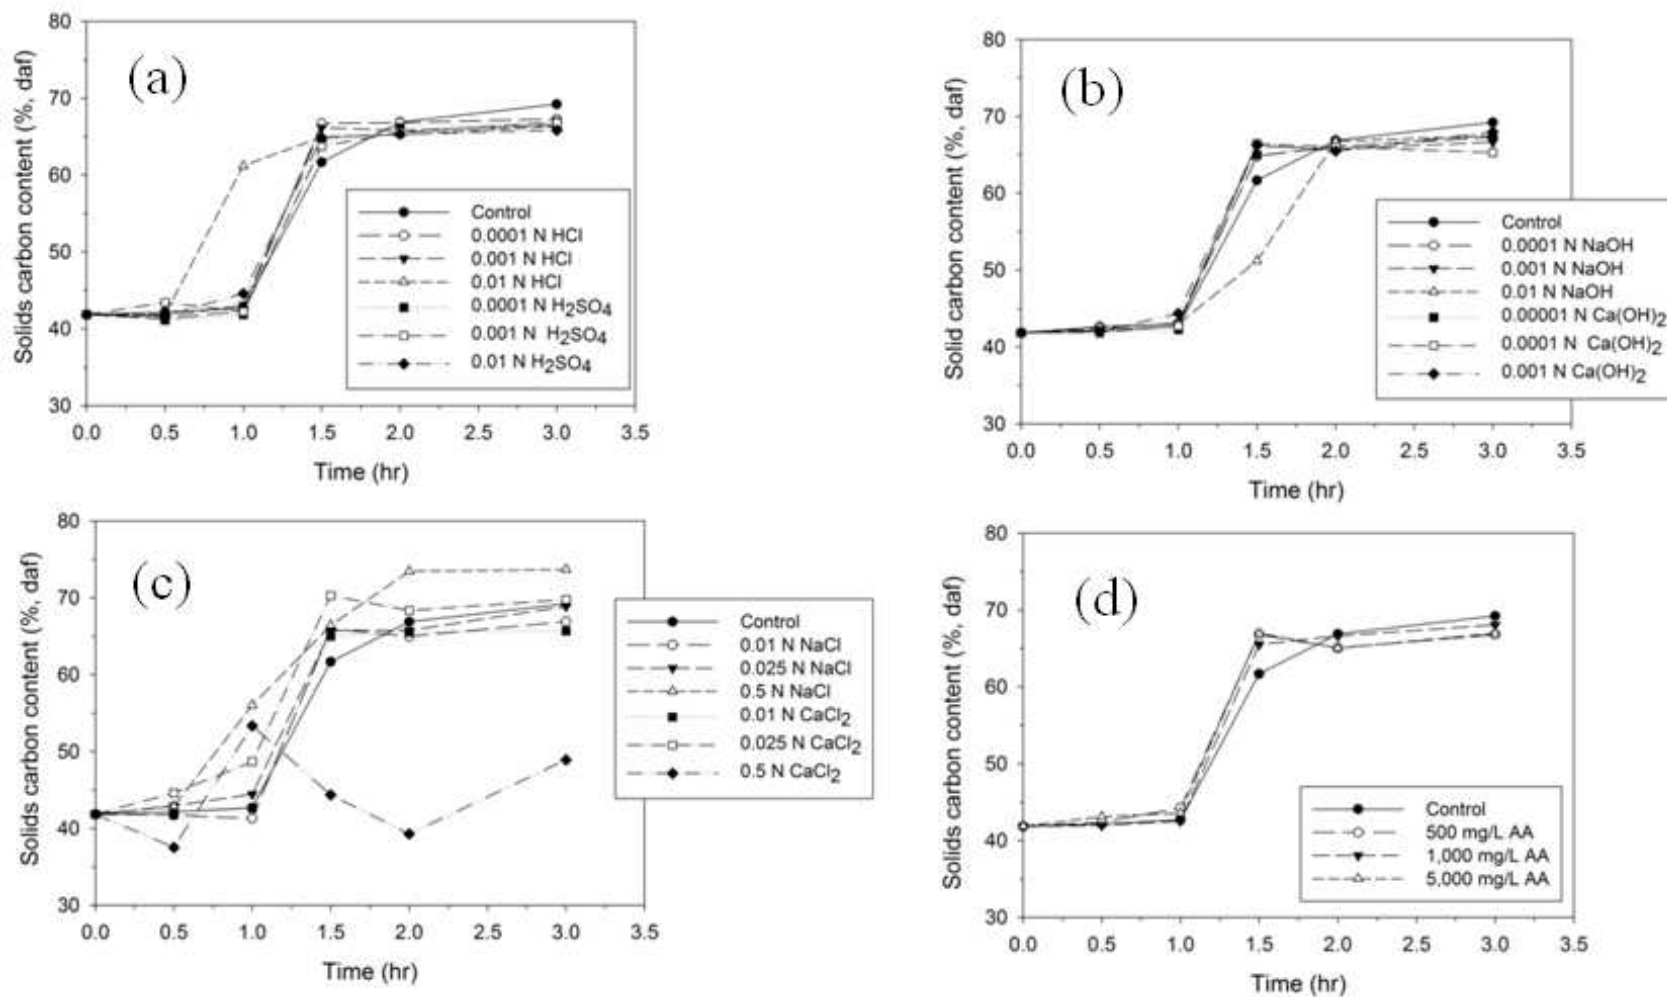 (a)
Solids carbon content (%, daf)
80
70
60
50
40
30
0.0 0.5 1.0 1.5 2.0 2.5 3.0 3.5
Time (hr)
Control
0.0001 N HCl
0.001 N HCl
0.01 N HCl
0.0001 N H2SO4
0.001 N H2SO4
0.01 N H2SO4
(b)
Solid carbon content (%, daf)
80
70
60
50
40
30
0.0 0.5 1.0 1.5 2.0 2.5 3.0 3.5
Time (hr)
Control
0.0001 N NaOH
0.001 N NaOH
0.01 N NaOH
0.00001 N Ca(OH)2
0.0001 N Ca(OH)2
0.001 N Ca(OH)2
(c)
Solids carbon content (%, daf)
80
70
60
50
40
30
0.0 0.5 1.0 1.5 2.0 2.5 3.0 3.5
Time (hr)
Control
0.01 N NaCl
0.025 N NaCl
0.5 N NaCl
0.01 N CaCl2
0.025 N CaCl2
0.5 N CaCl2
(d)
Solids carbon content (%, daf)
80
70
60
50
40
30
0.0 0.5 1.0 1.5 2.0 2.5 3.0 3.5
Time (hr)
Control
500 mg/L AA
1,000 mg/L AA
5,000 mg/L AA